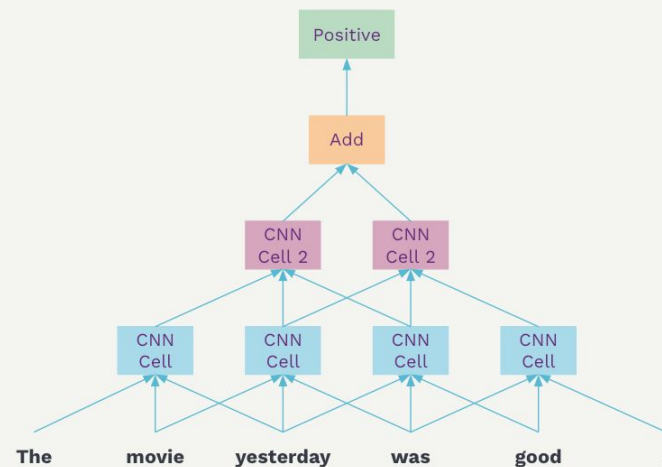 Positive
Add
CNN
Cell 2
CNN
Cell 2
CNN
Cell
CNN
Cell
CNN
Cell
CNN
Cell
The movie yesterday was good